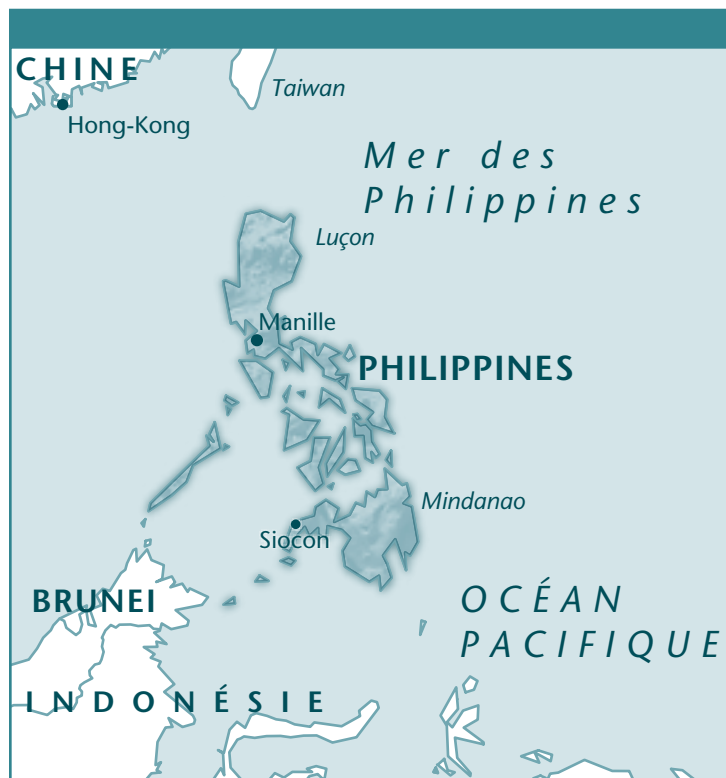 CHINE
Taiwan
Hong-Kong
Mer des
Philippines
Luçon
Manille
PHILIPPINES
Mindanao
Siocon
BRUNEI
OCÉAN
PACIFIQUE
INDONÉSIE